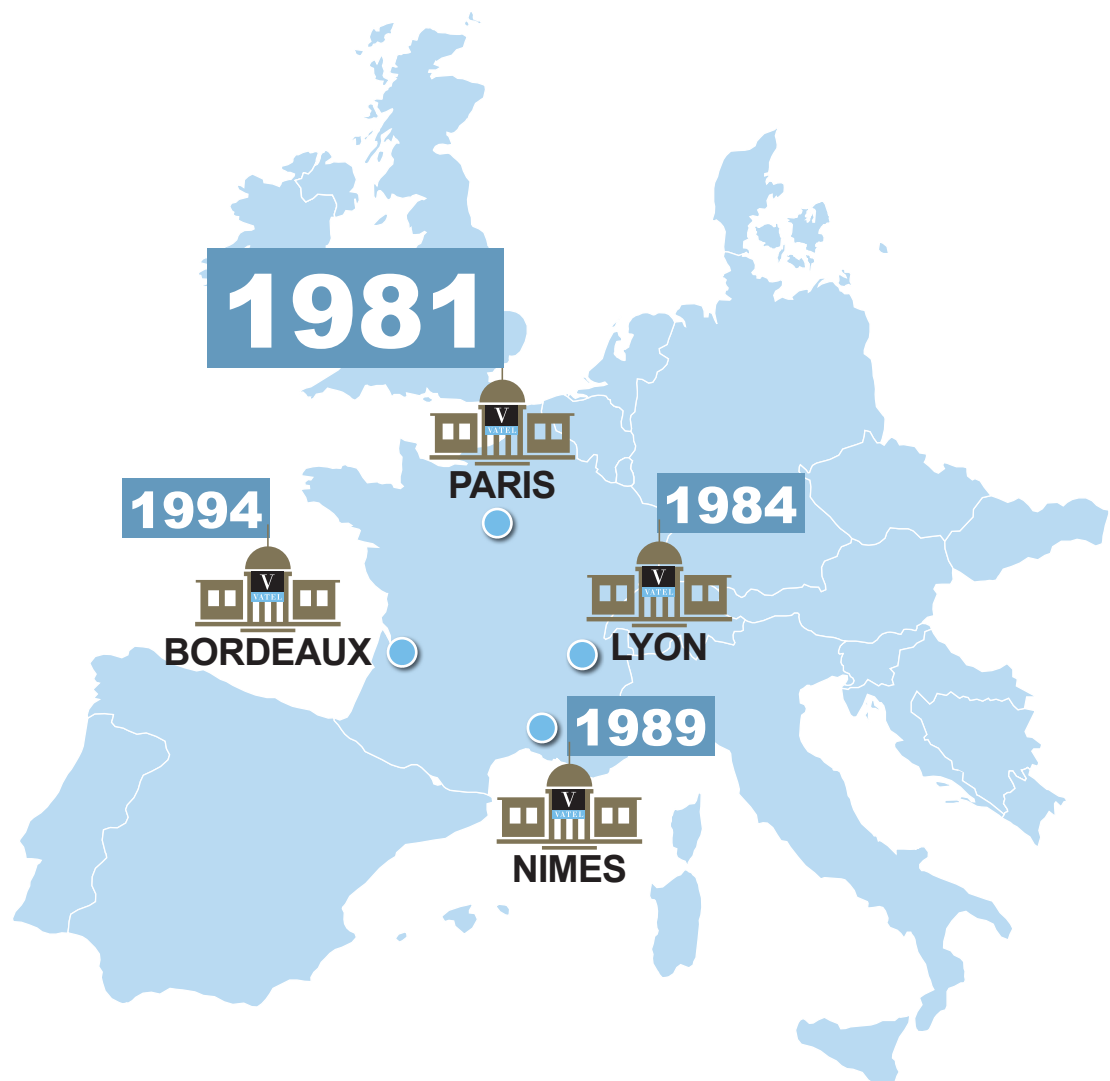 1981
V
VATEL
PARIS
1994
V
VATEL
BORDEAUX
1984
V
VATEL
LYON
1989
V
VATEL
NIMES